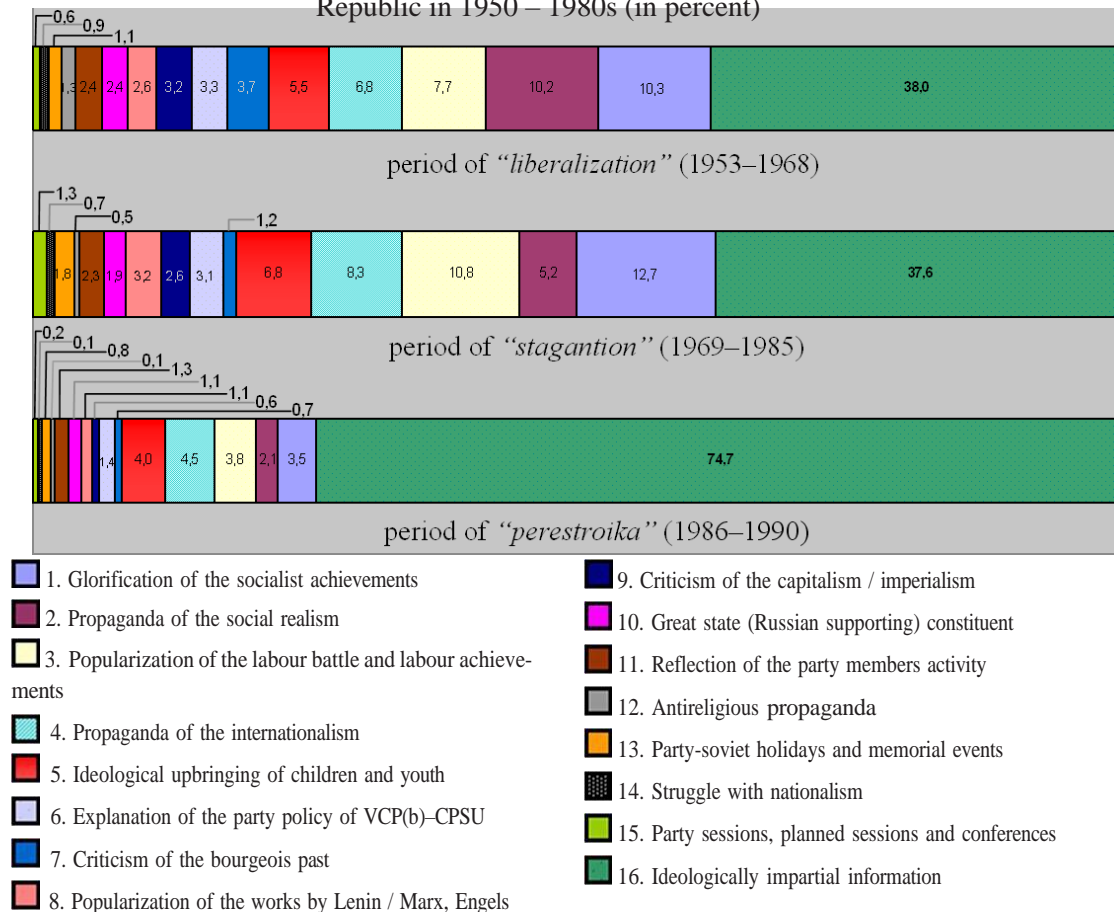 Republic in 1950 – 1980s (in percent)
0,6
0,9
1,1
1,3 2,4 2,4 2,6 3,2 3,3 3,7 5,5 6,8 7,7 10,2 10,3 38,0
period of “liberalization” (1953–1968)
1,3
0,7
0,5
1,2
1,8 2,3 1,9 3,2 2,6 3,1 6,8 8,3 10,8 5,2 12,7 37,6
period of “stagantion” (1969–1985)
0,2
0,1
0,8
0,1
1,3
1,1
1,1
0,6
0,7
1,4 4,0 4,5 3,8 2,1 3,5 74,7
period of “perestroika” (1986–1990)
1. Glorification of the socialist achievements
2. Propaganda of the social realism
3. Popularization of the labour battle and labour achieve-
ments
4. Propaganda of the internationalism
5. Ideological upbringing of children and youth
6. Explanation of the party policy of VCP(b)–CPSU
7. Criticism of the bourgeois past
8. Popularization of the works by Lenin / Marx, Engels
9. Criticism of the capitalism / imperialism
10. Great state (Russian supporting) constituent
11. Reflection of the party members activity
12. Antireligious propaganda
13. Party-soviet holidays and memorial events
14. Struggle with nationalism
15. Party sessions, planned sessions and conferences
16. Ideologically impartial information